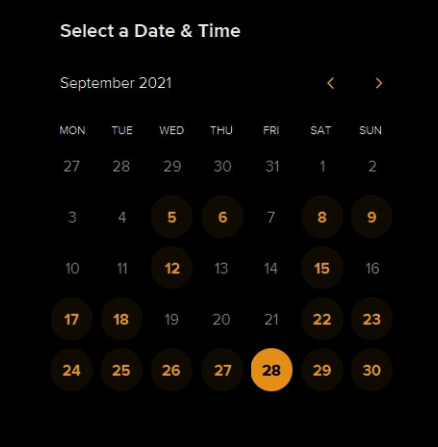 Select a Date & Time
September 2021
MON TUE WED THU FRI SAT SUN
27 28 29 30 31 1 2
3 4 5 6 7 8 9
10 11 12 13 14 15 16
17 18 19 20 21 22 23
24 25 26 27 28 29 30